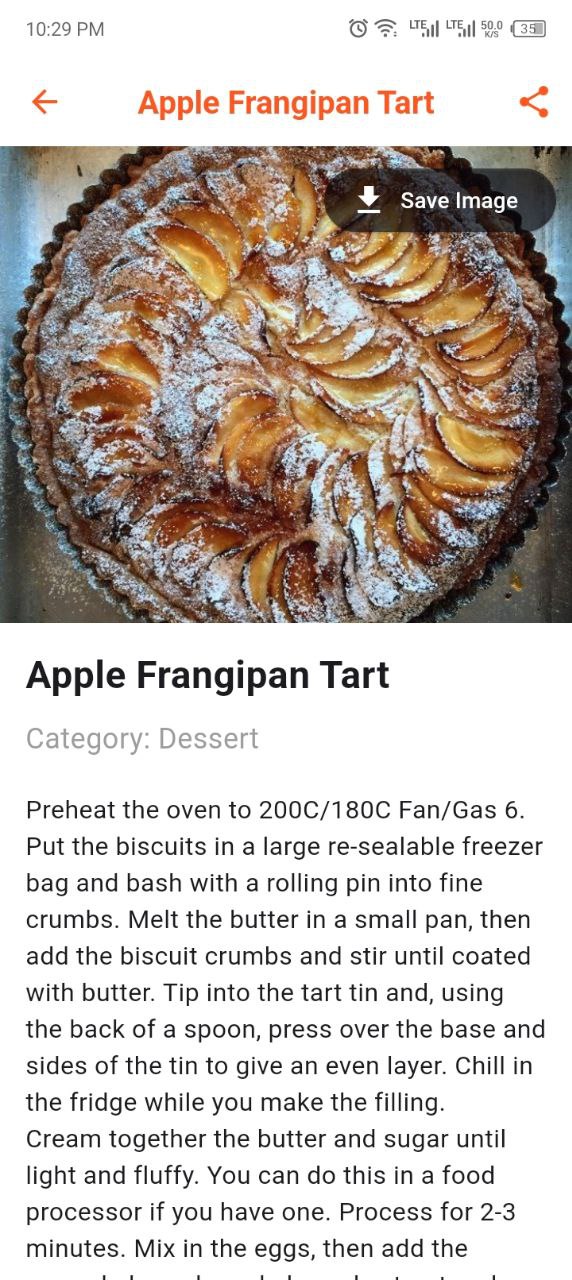 10:29 PM
LTE LTE 50.0 K/S 35
Apple Frangipan Tart
Save Image
Apple Frangipan Tart
Category: Dessert
Preheat the oven to 200C/180C Fan/Gas 6.
Put the biscuits in a large re-sealable freezer
bag and bash with a rolling pin into fine
crumbs. Melt the butter in a small pan, then
add the biscuit crumbs and stir until coated
with butter. Tip into the tart tin and, using
the back of a spoon, press over the base and
sides of the tin to give an even layer. Chill in
the fridge while you make the filling.
Cream together the butter and sugar until
light and fluffy. You can do this in a food
processor if you have one. Process for 2-3
minutes. Mix in the eggs, then add the